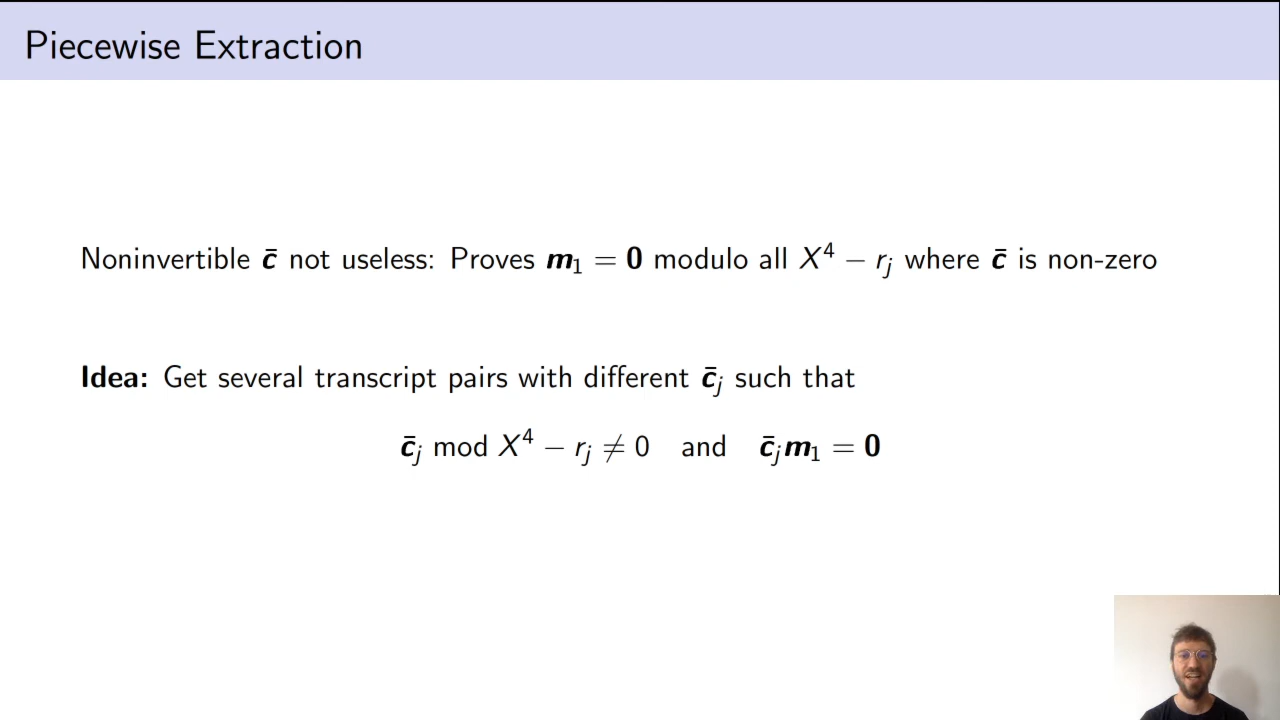 Piecewise Extraction
Noninvertible c̄ not useless: Proves m₁ = 0 modulo all X⁴ − rⱼ where c̄ is non-zero
Idea: Get several transcript pairs with different c̄ⱼ such that
c̄ⱼ mod X⁴ − rⱼ ≠ 0 and c̄ⱼm₁ = 0